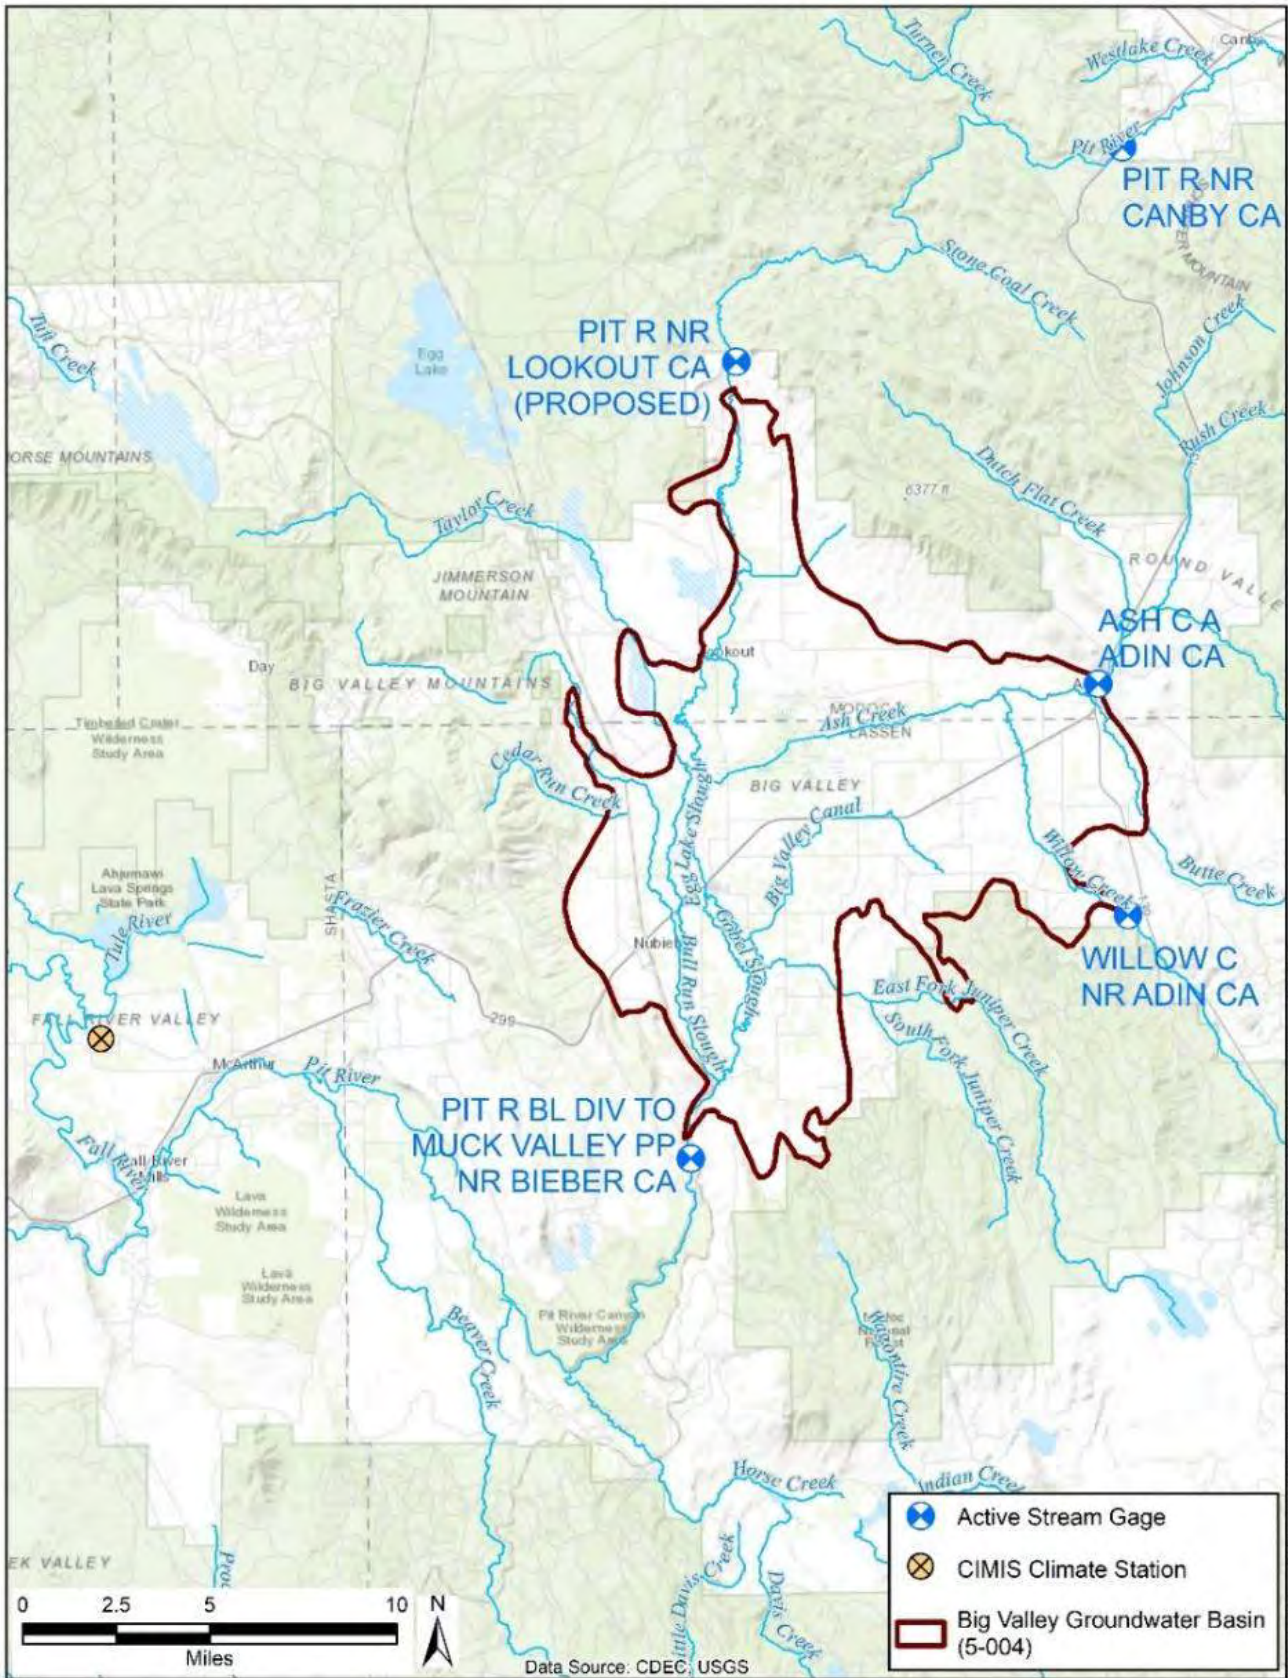 Turner Creek
Westlake Creek
Pit River
PIT R NR
CANBY CA
Stone Coal Creek
Johnson Creek
Rush Creek
Tuff Creek
Egg
Lake
PIT R NR
LOOKOUT CA
(PROPOSED)
Dutch Flat Creek
6377 ft
Taylor Creek
JIMMERSON
MOUNTAIN
ASH C A
ADIN CA
Day
BIG VALLEY MOUNTAINS
Timbered Crater
Wilderness
Study Area
MODOC
LASSEN
Ash Creek
Cedar Run Creek
BIG VALLEY
Egg Lake Slough
Big Valley Canal
Willow Creek
Butte Creek
Ahjumawi
Lava Springs
State Park
Tule River
SHASTA
Frazier Creek
Gobel Slough
Bull Run Slough
WILLOW C
NR ADIN CA
East Fork Juniper Creek
South Fork Juniper Creek
FALL RIVER VALLEY
299
McArthur
Pit River
Fall River
PIT R BL DIV TO
MUCK VALLEY PP
NR BIEBER CA
Lava
Wilderness
Study Area
Lava
Wilderness
Study Area
Beaver Creek
Pit River Canyon
Wilderness
Study Area
Wagontire Creek
Horse Creek
Indian Creek
Little Davis Creek
Davis Creek
EK VALLEY
Active Stream Gage
CIMIS Climate Station
Big Valley Groundwater Basin
(5-004)
0 2.5 5 10
Miles
N
Data Source: CDEC, USGS